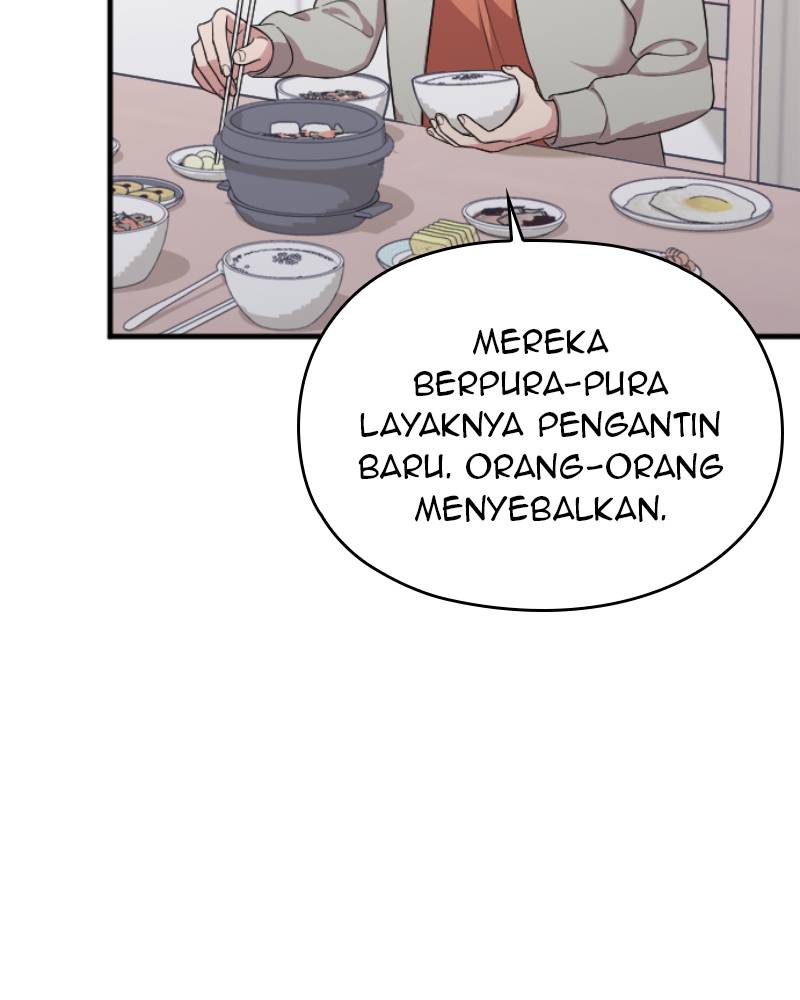 MEREKA
BERPURA-PURA
LAYAKNYA PENGANTIN
BARU. ORANG-ORANG
MENYEBALKAN.